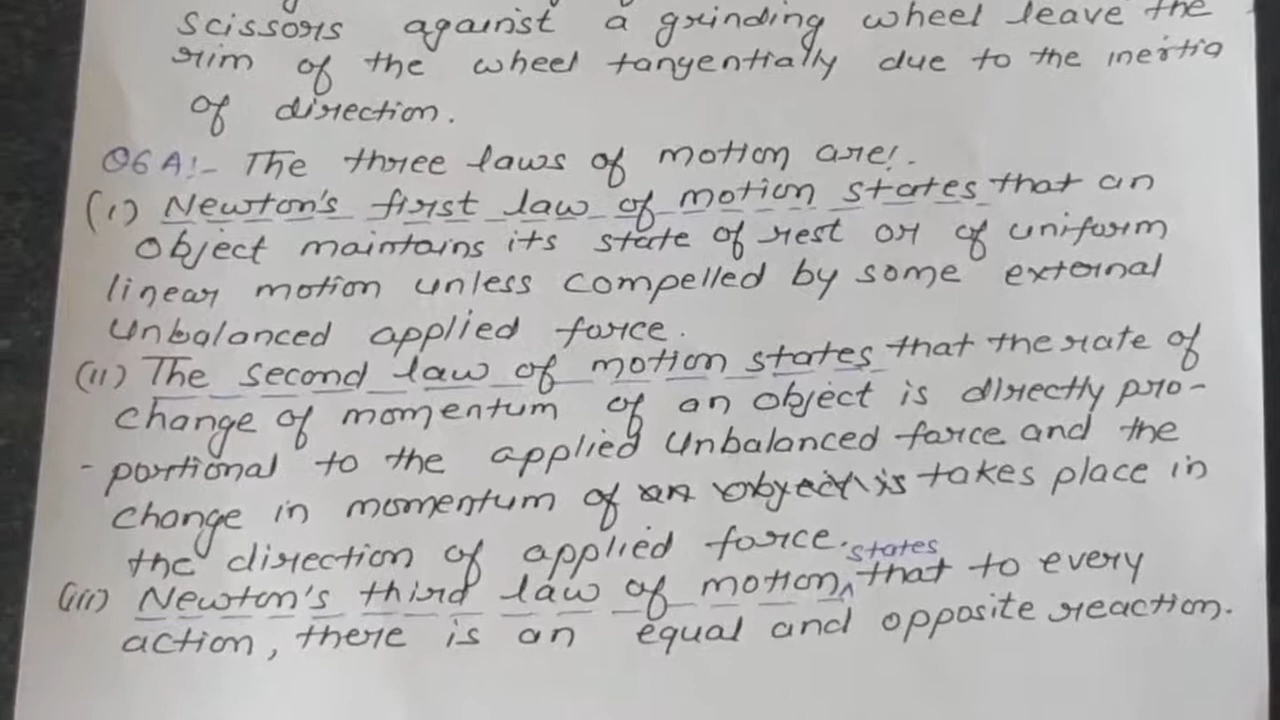 scissors against a grinding wheel leave the
rim of the wheel tangentially due to the inertia
of direction.
Q6 A:- The three laws of motion are:.
(i) Newton's first law of motion states that an
object maintains its state of rest or of uniform
linear motion unless compelled by some external
unbalanced applied force.
(ii) The second law of motion states that the rate of
change of momentum of an object is directly pro-
-portional to the applied unbalanced force and the
change in momentum of an object is takes place in
the direction of applied force.
(iii) Newton's third law of motion ^states that to every
action, there is an equal and opposite reaction.